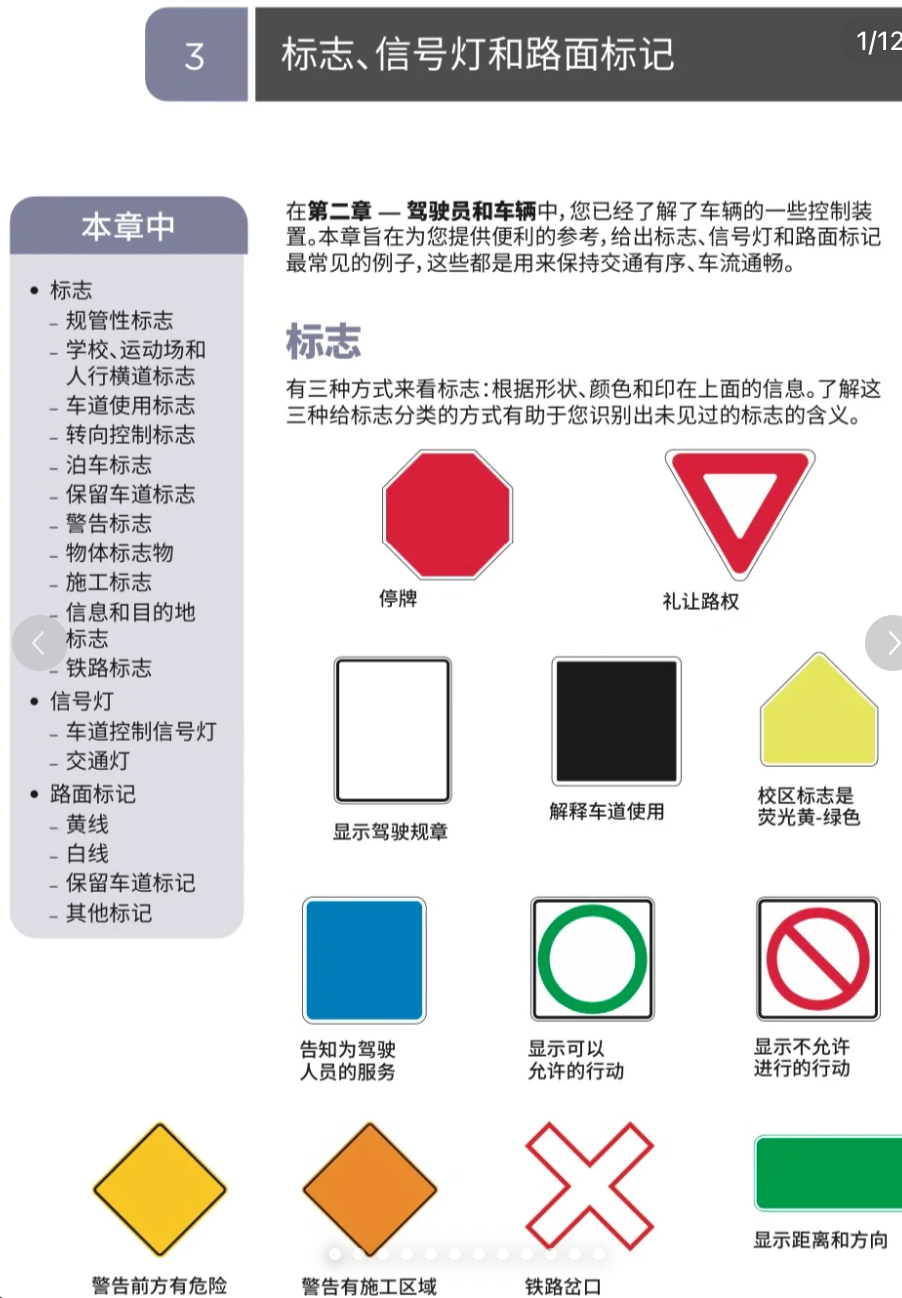 3
标志、信号灯和路面标记
1/12
本章中
• 标志
– 规管性标志
– 学校、运动场和
人行横道标志
– 车道使用标志
– 转向控制标志
– 泊车标志
– 保留车道标志
– 警告标志
– 物体标志物
– 施工标志
– 信息和目的地
标志
– 铁路标志
• 信号灯
– 车道控制信号灯
– 交通灯
• 路面标记
– 黄线
– 白线
– 保留车道标记
– 其他标记
在第二章 — 驾驶员和车辆中，您已经了解了车辆的一些控制装
置。本章旨在为您提供便利的参考，给出标志、信号灯和路面标记
最常见的例子，这些都是用来保持交通有序、车流通畅。
标志
有三种方式来看标志：根据形状、颜色和印在上面的信息。了解这
三种给标志分类的方式有助于您识别出未见过的标志的含义。
停牌
礼让路权
显示驾驶规章
解释车道使用
校区标志是
荧光黄-绿色
告知为驾驶
人员的服务
显示可以
允许的行动
显示不允许
进行的行动
警告前方有危险
警告有施工区域
铁路岔口
显示距离和方向